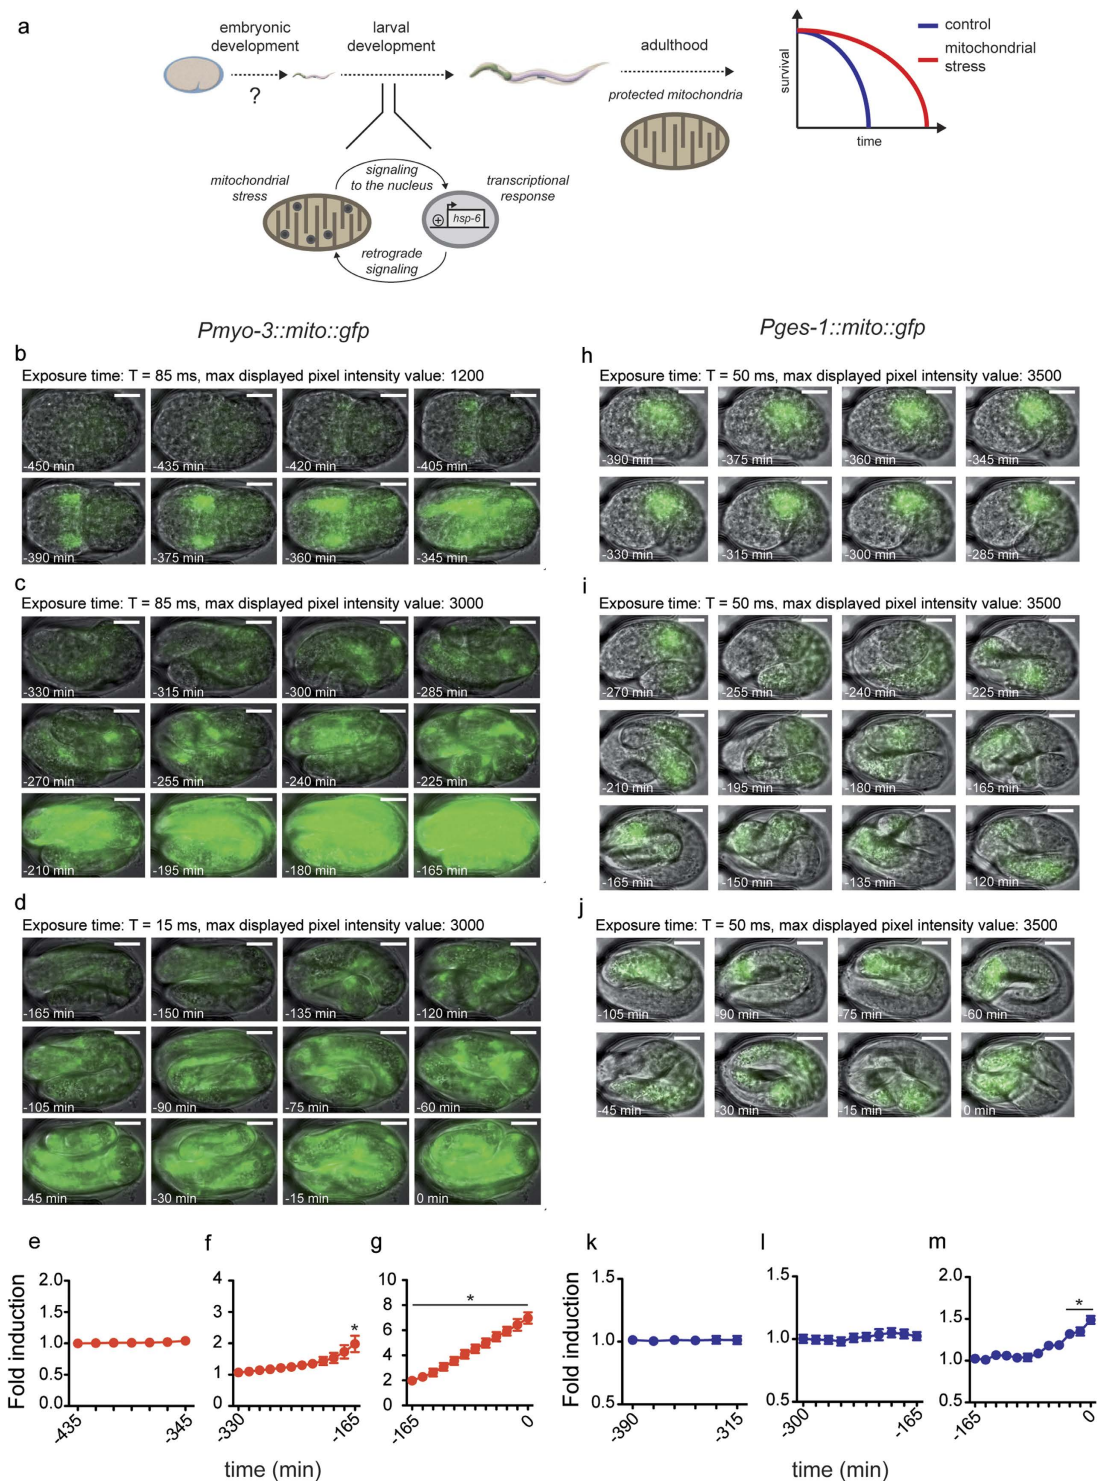 a
embryonic
development
?
larval
development
adulthood
protected mitochondria
survival
time
control
mitochondrial
stress
mitochondrial
stress
signaling
to the nucleus
transcriptional
response
+
hsp-6
retrograde
signaling
Pmyo-3::mito::gfp
b
Exposure time: T = 85 ms, max displayed pixel intensity value: 1200
-450 min
-435 min
-420 min
-405 min
-390 min
-375 min
-360 min
-345 min
c
Exposure time: T = 85 ms, max displayed pixel intensity value: 3000
-330 min
-315 min
-300 min
-285 min
-270 min
-255 min
-240 min
-225 min
-210 min
-195 min
-180 min
-165 min
d
Exposure time: T = 15 ms, max displayed pixel intensity value: 3000
-165 min
-150 min
-135 min
-120 min
-105 min
-90 min
-75 min
-60 min
-45 min
-30 min
-15 min
0 min
Pges-1::mito::gfp
h
Exposure time: T = 50 ms, max displayed pixel intensity value: 3500
-390 min
-375 min
-360 min
-345 min
-330 min
-315 min
-300 min
-285 min
i
Exposure time: T = 50 ms, max displayed pixel intensity value: 3500
-270 min
-255 min
-240 min
-225 min
-210 min
-195 min
-180 min
-165 min
-165 min
-150 min
-135 min
-120 min
j
Exposure time: T = 50 ms, max displayed pixel intensity value: 3500
-105 min
-90 min
-75 min
-60 min
-45 min
-30 min
-15 min
0 min
e
Fold induction
2.0
1.5
1.0
0.5
0.0
-435
-345
f
4
3
2
1
0
*
-330
-165
g
10
8
6
4
2
0
*
-165
0
time (min)
k
Fold induction
1.5
1.0
0.5
-390
-315
l
1.5
1.0
0.5
-300
-165
m
2.0
1.5
1.0
0.5
*
-165
0
time (min)